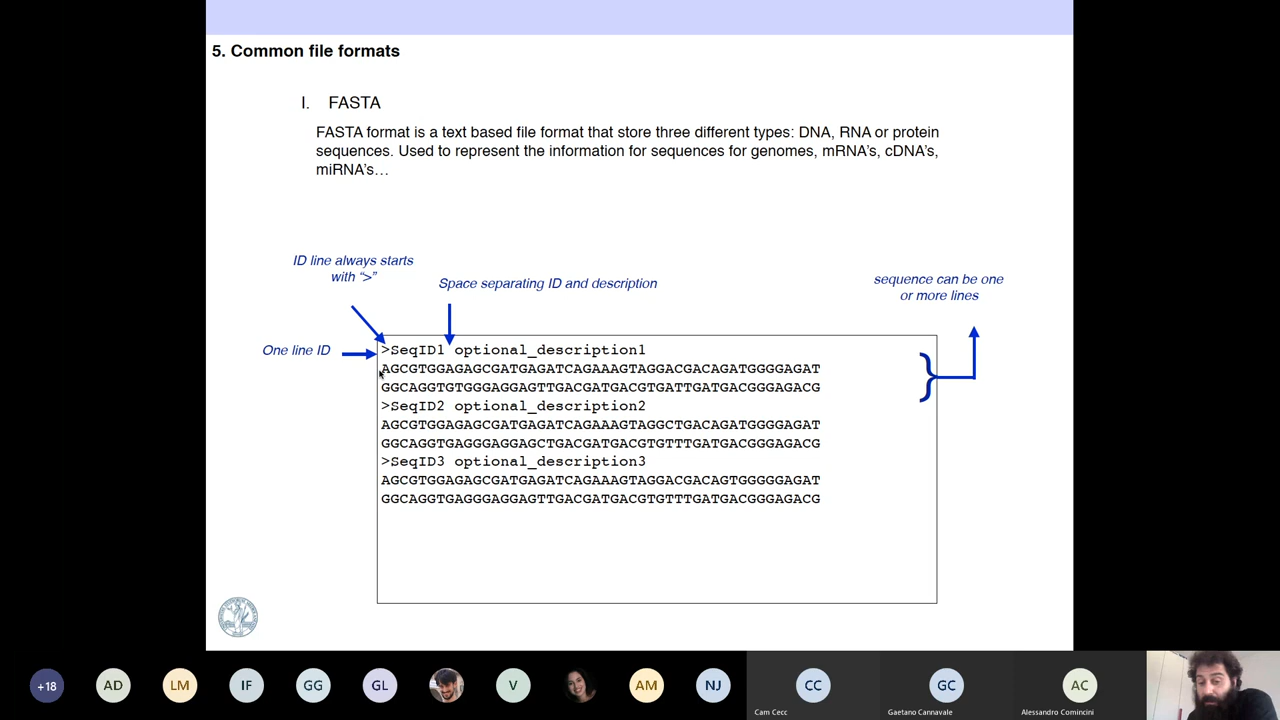 5. Common file formats
I. FASTA
FASTA format is a text based file format that store three different types: DNA, RNA or protein
sequences. Used to represent the information for sequences for genomes, mRNA's, cDNA's,
miRNA's…
ID line always starts
with ">"
Space separating ID and description
sequence can be one
or more lines
One line ID
>SeqID1 optional_description1
AGCGTGGAGAGCGATGAGATCAGAAAGTAGGACGACAGATGGGGAGAT
GGCAGGTGTGGGAGGAGTTGACGATGACGTGATTGATGACGGGAGACG
>SeqID2 optional_description2
AGCGTGGAGAGCGATGAGATCAGAAAGTAGGCTGACAGATGGGGAGAT
GGCAGGTGAGGGAGGAGCTGACGATGACGTGTTTGATGACGGGAGACG
>SeqID3 optional_description3
AGCGTGGAGAGCGATGAGATCAGAAAGTAGGACGACAGTGGGGGAGAT
GGCAGGTGAGGGAGGAGTTGACGATGACGTGTTTGATGACGGGAGACG
+18
AD
LM
IF
GG
GL
V
AM
NJ
CC
GC
AC
Cam Cecc
Gaetano Cannavale
Alessandro Comincini